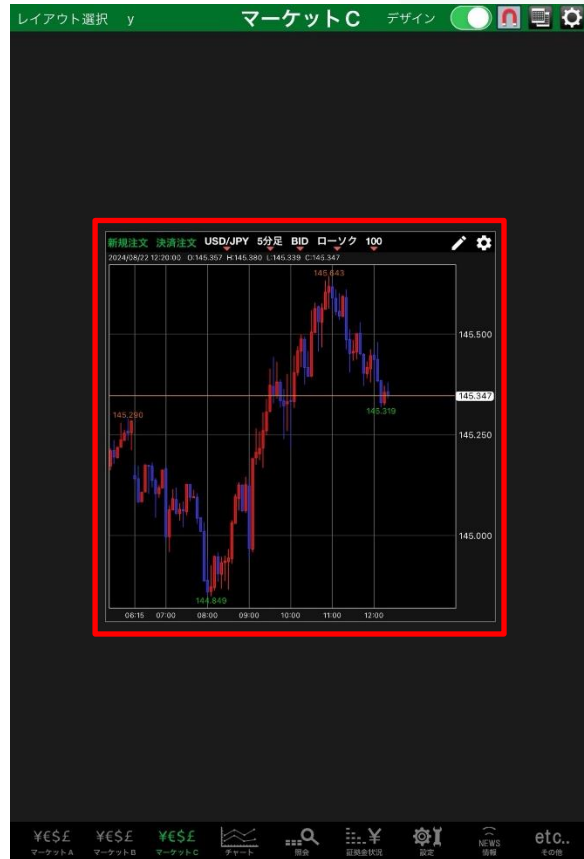 レイアウト選択 y マーケットC デザイン
新規注文 決済注文 USD/JPY 5分足 BID ローソク 100
2024/08/22 12:20:00 O:145.357 H:145.380 L:145.339 C:145.347
145.643
145.500
145.347
145.319
145.290
145.250
145.000
144.849
06:15 07:00 08:00 09:00 10:00 11:00 12:00
¥€$£ ¥€$£ ¥€$£ ¥ NEWS etc..
マーケットA マーケットB マーケットC チャート 照会 証拠金状況 設定 情報 その他